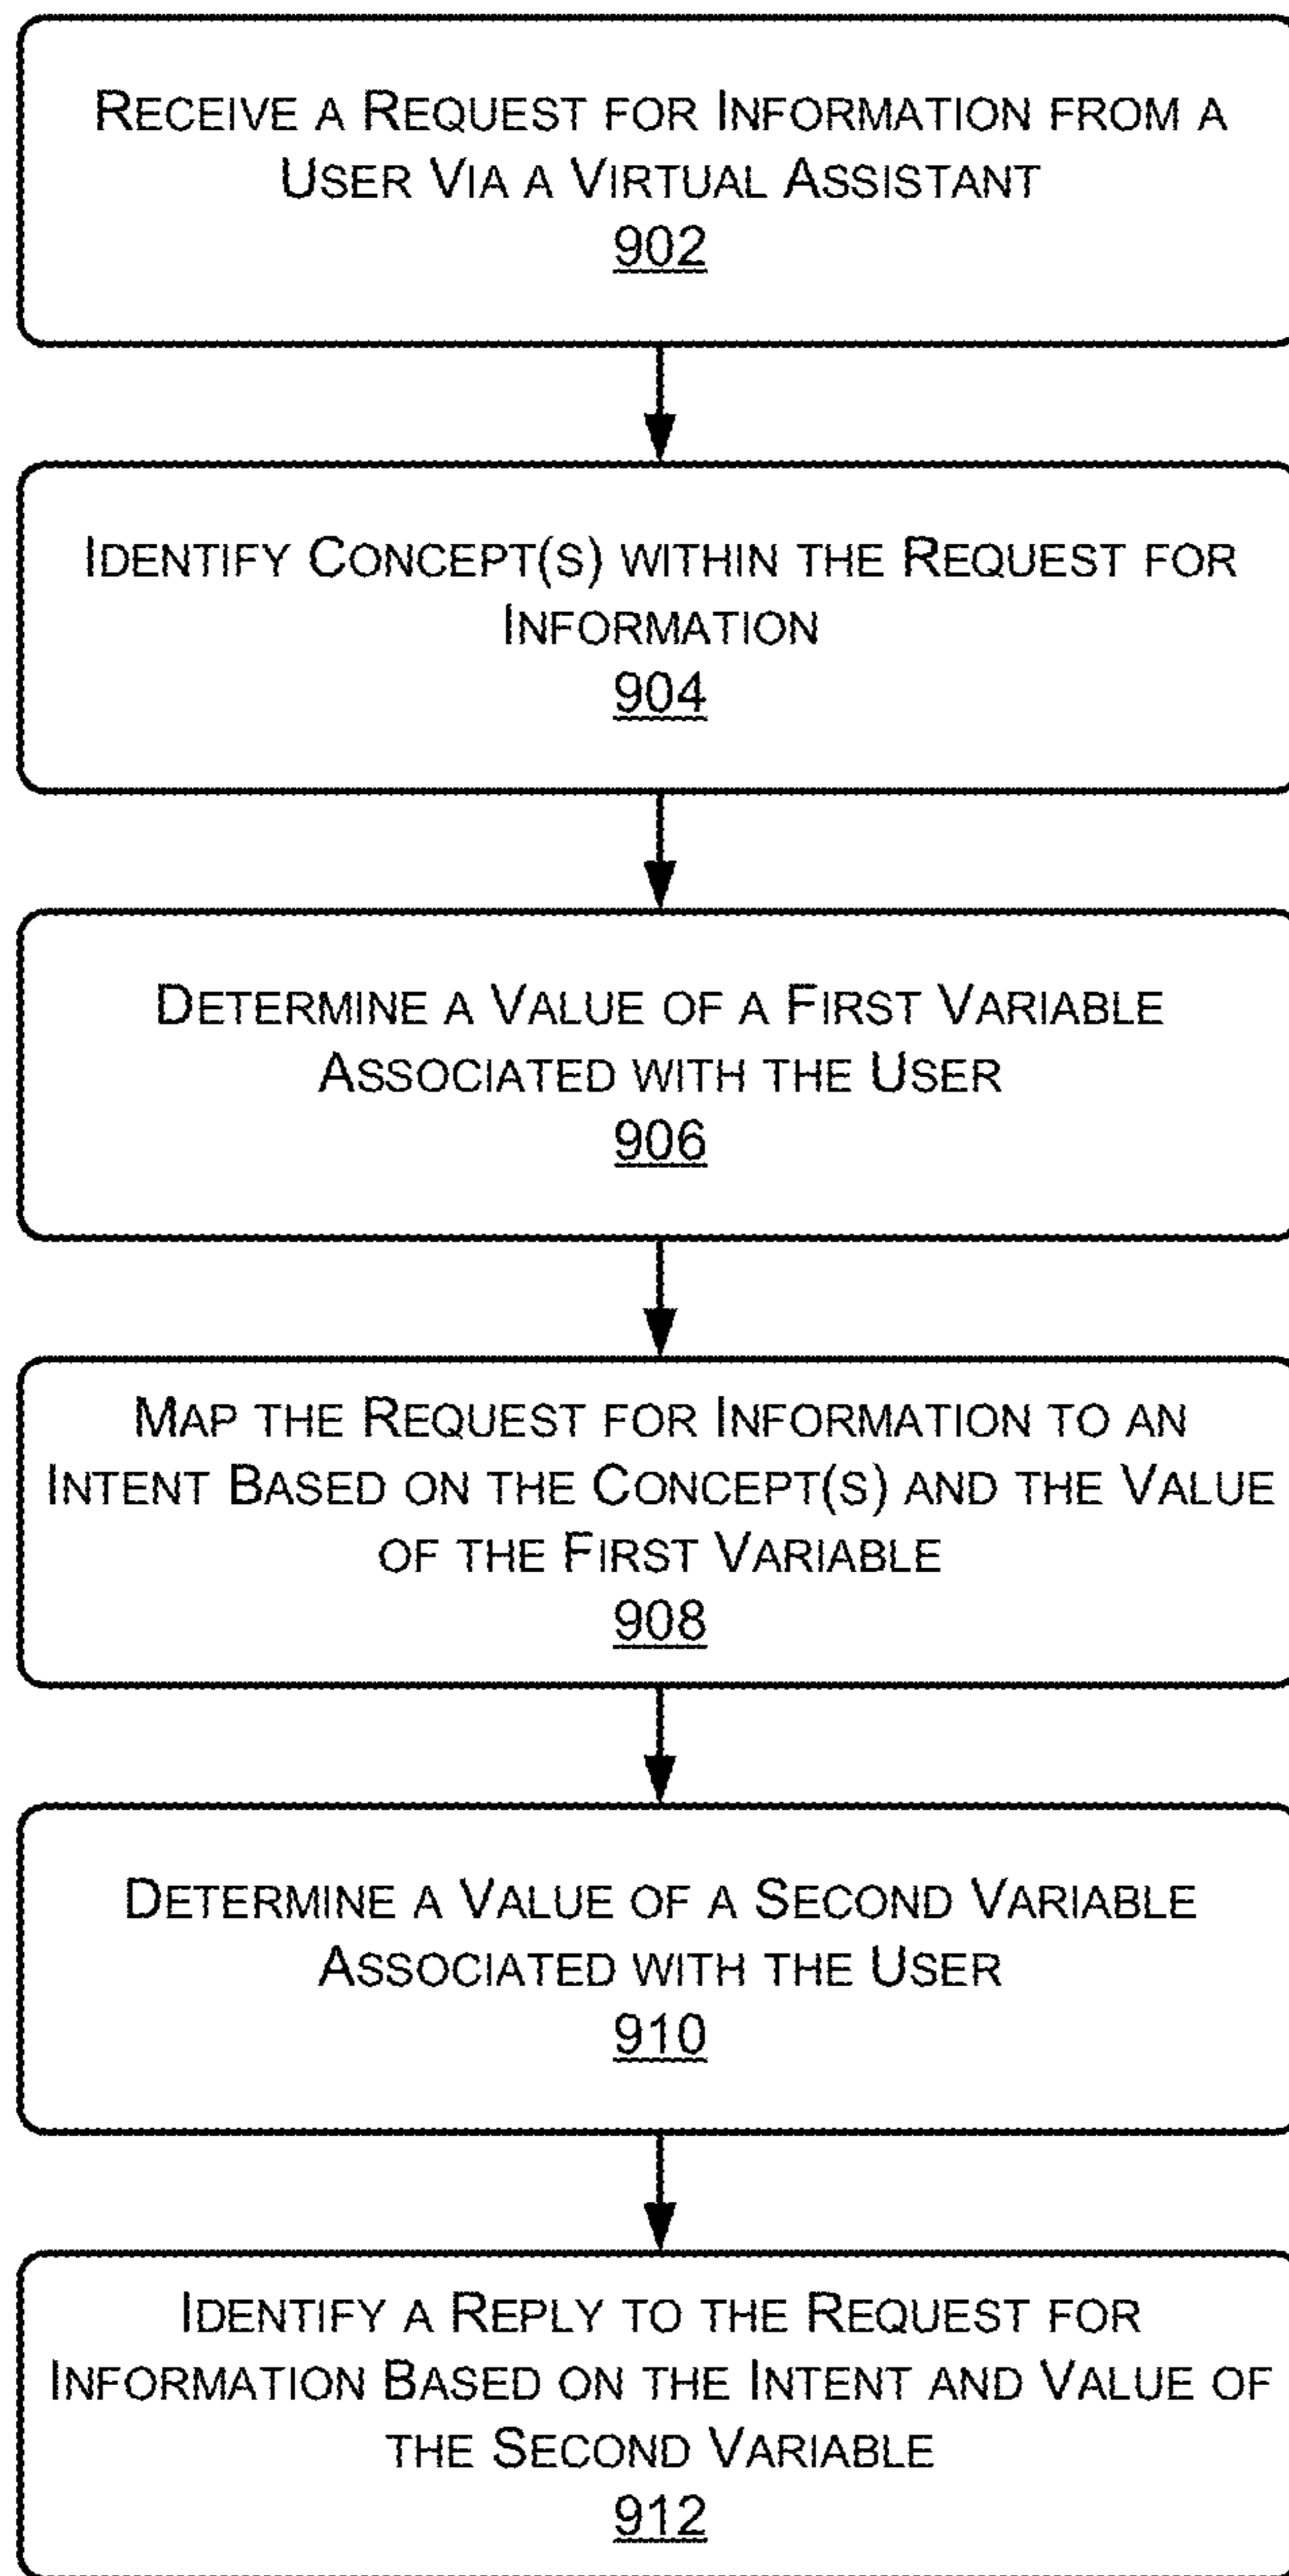 RECEIVE A REQUEST FOR INFORMATION FROM A
USER VIA A VIRTUAL ASSISTANT
902
IDENTIFY CONCEPT(S) WITHIN THE REQUEST FOR
INFORMATION
904
DETERMINE A VALUE OF A FIRST VARIABLE
ASSOCIATED WITH THE USER
906
MAP THE REQUEST FOR INFORMATION TO AN
INTENT BASED ON THE CONCEPT(S) AND THE VALUE
OF THE FIRST VARIABLE
908
DETERMINE A VALUE OF A SECOND VARIABLE
ASSOCIATED WITH THE USER
910
IDENTIFY A REPLY TO THE REQUEST FOR
INFORMATION BASED ON THE INTENT AND VALUE OF
THE SECOND VARIABLE
912